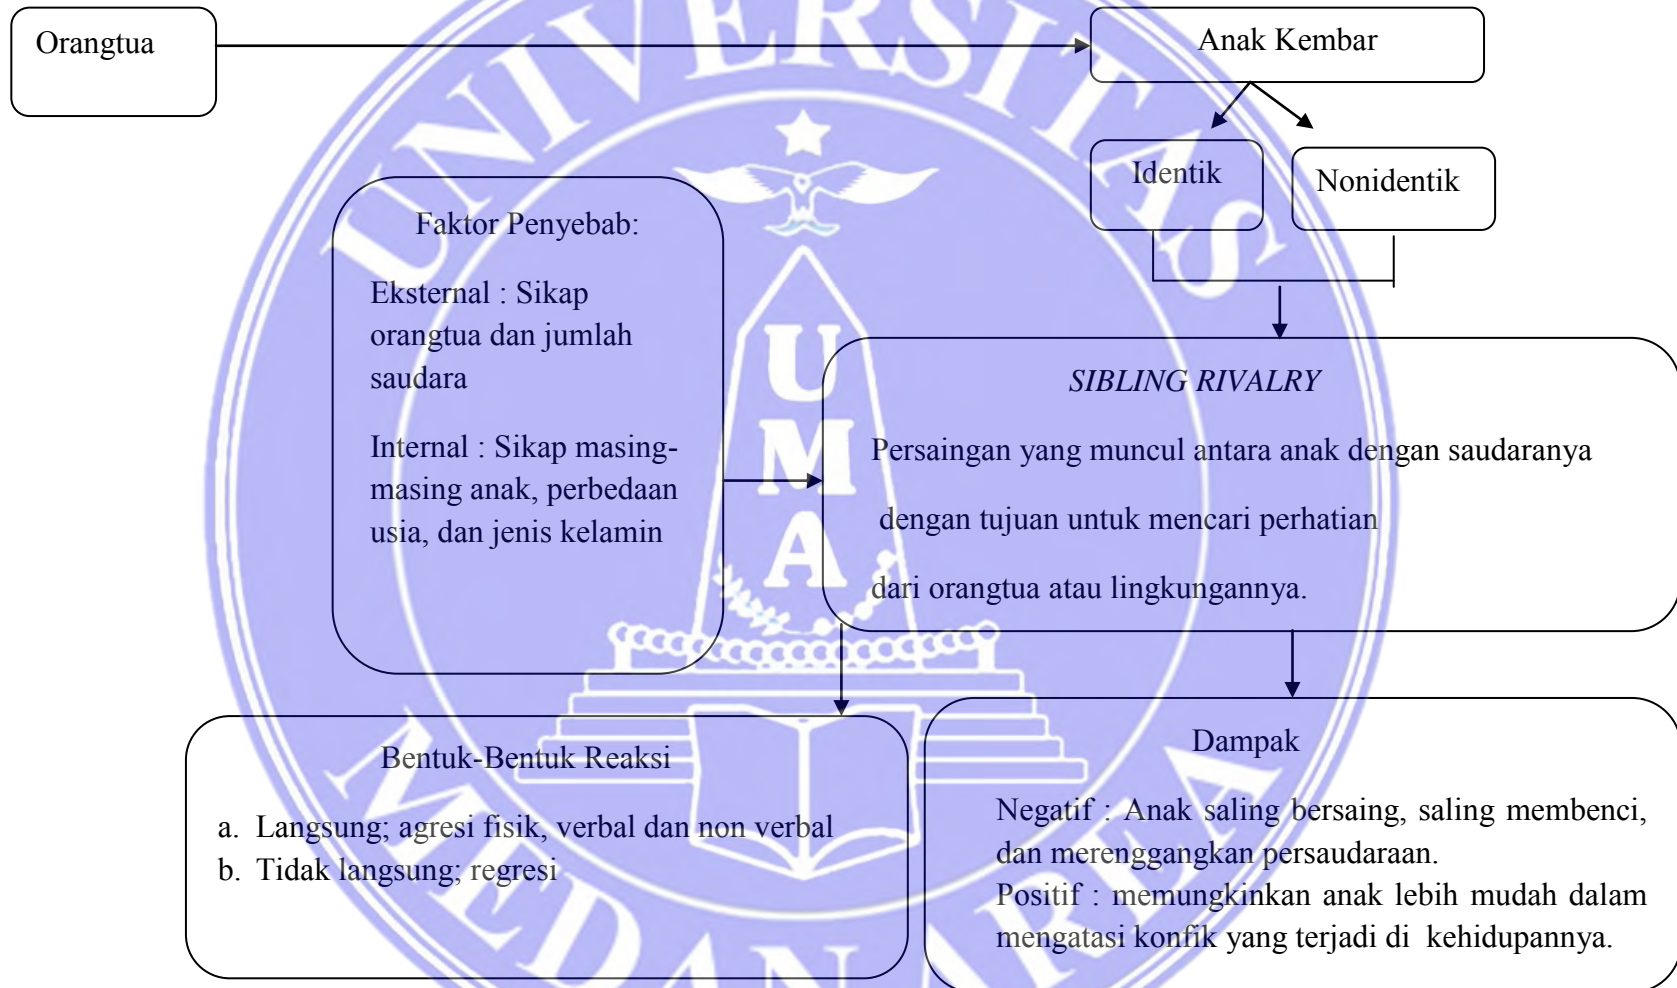 Orangtua
Anak Kembar
Identik
Nonidentik
Faktor Penyebab:
Eksternal : Sikap
orangtua dan jumlah
saudara
Internal : Sikap masing-
masing anak, perbedaan
usia, dan jenis kelamin
SIBLING RIVALRY
Persaingan yang muncul antara anak dengan saudaranya
dengan tujuan untuk mencari perhatian
dari orangtua atau lingkungannya.
Bentuk-Bentuk Reaksi
a. Langsung; agresi fisik, verbal dan non verbal
b. Tidak langsung; regresi
Dampak
Negatif : Anak saling bersaing, saling membenci,
dan merenggangkan persaudaraan.
Positif : memungkinkan anak lebih mudah dalam
mengatasi konfik yang terjadi di kehidupannya.
UNIVERSITAS
MEDAN AREA
U
M
A